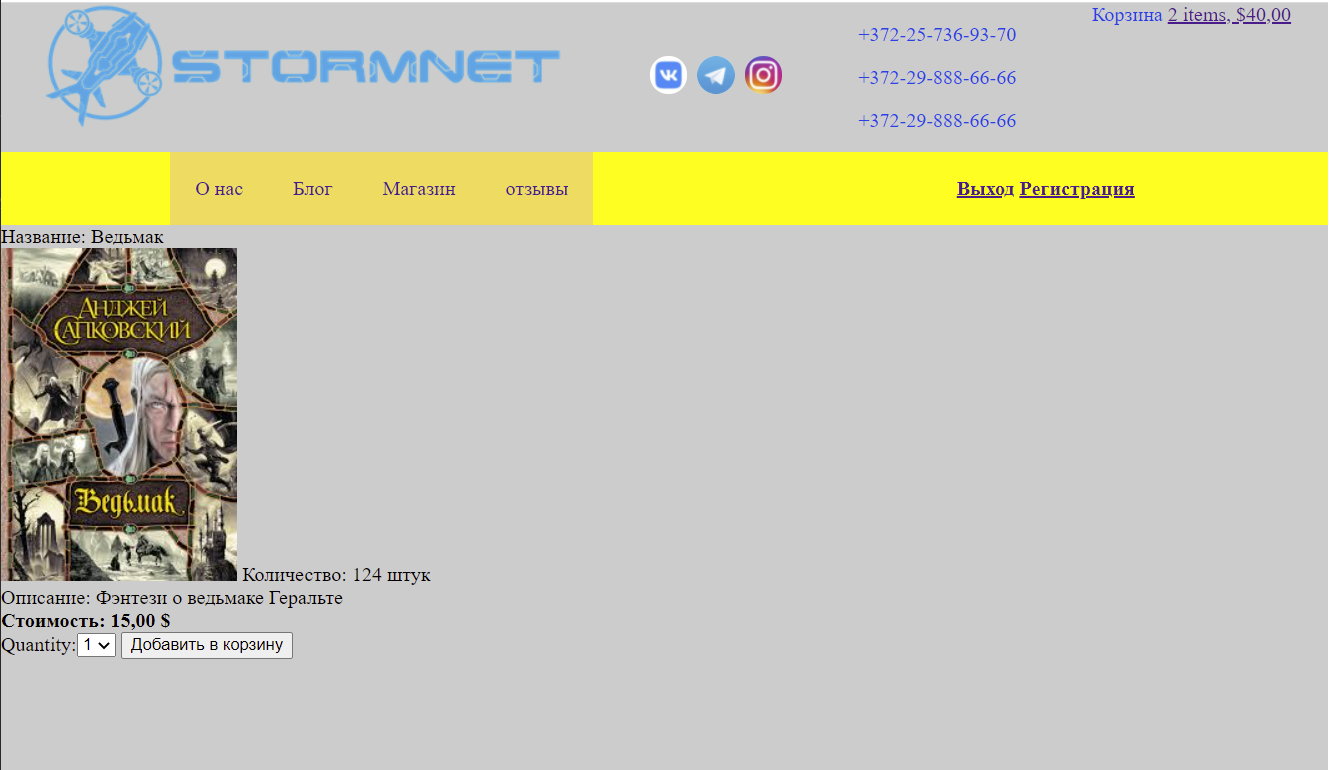 STORMNET
Корзина 2 items, $40,00
+372-25-736-93-70
+372-29-888-66-66
+372-29-888-66-66
О нас Блог Магазин отзывы Выход Регистрация
Название: Ведьмак
АНДЖЕЙ
САПКОВСКИЙ
Ведьмак
Количество: 124 штук
Описание: Фэнтези о ведьмаке Геральте
Стоимость: 15,00 $
Quantity: 1 Добавить в корзину